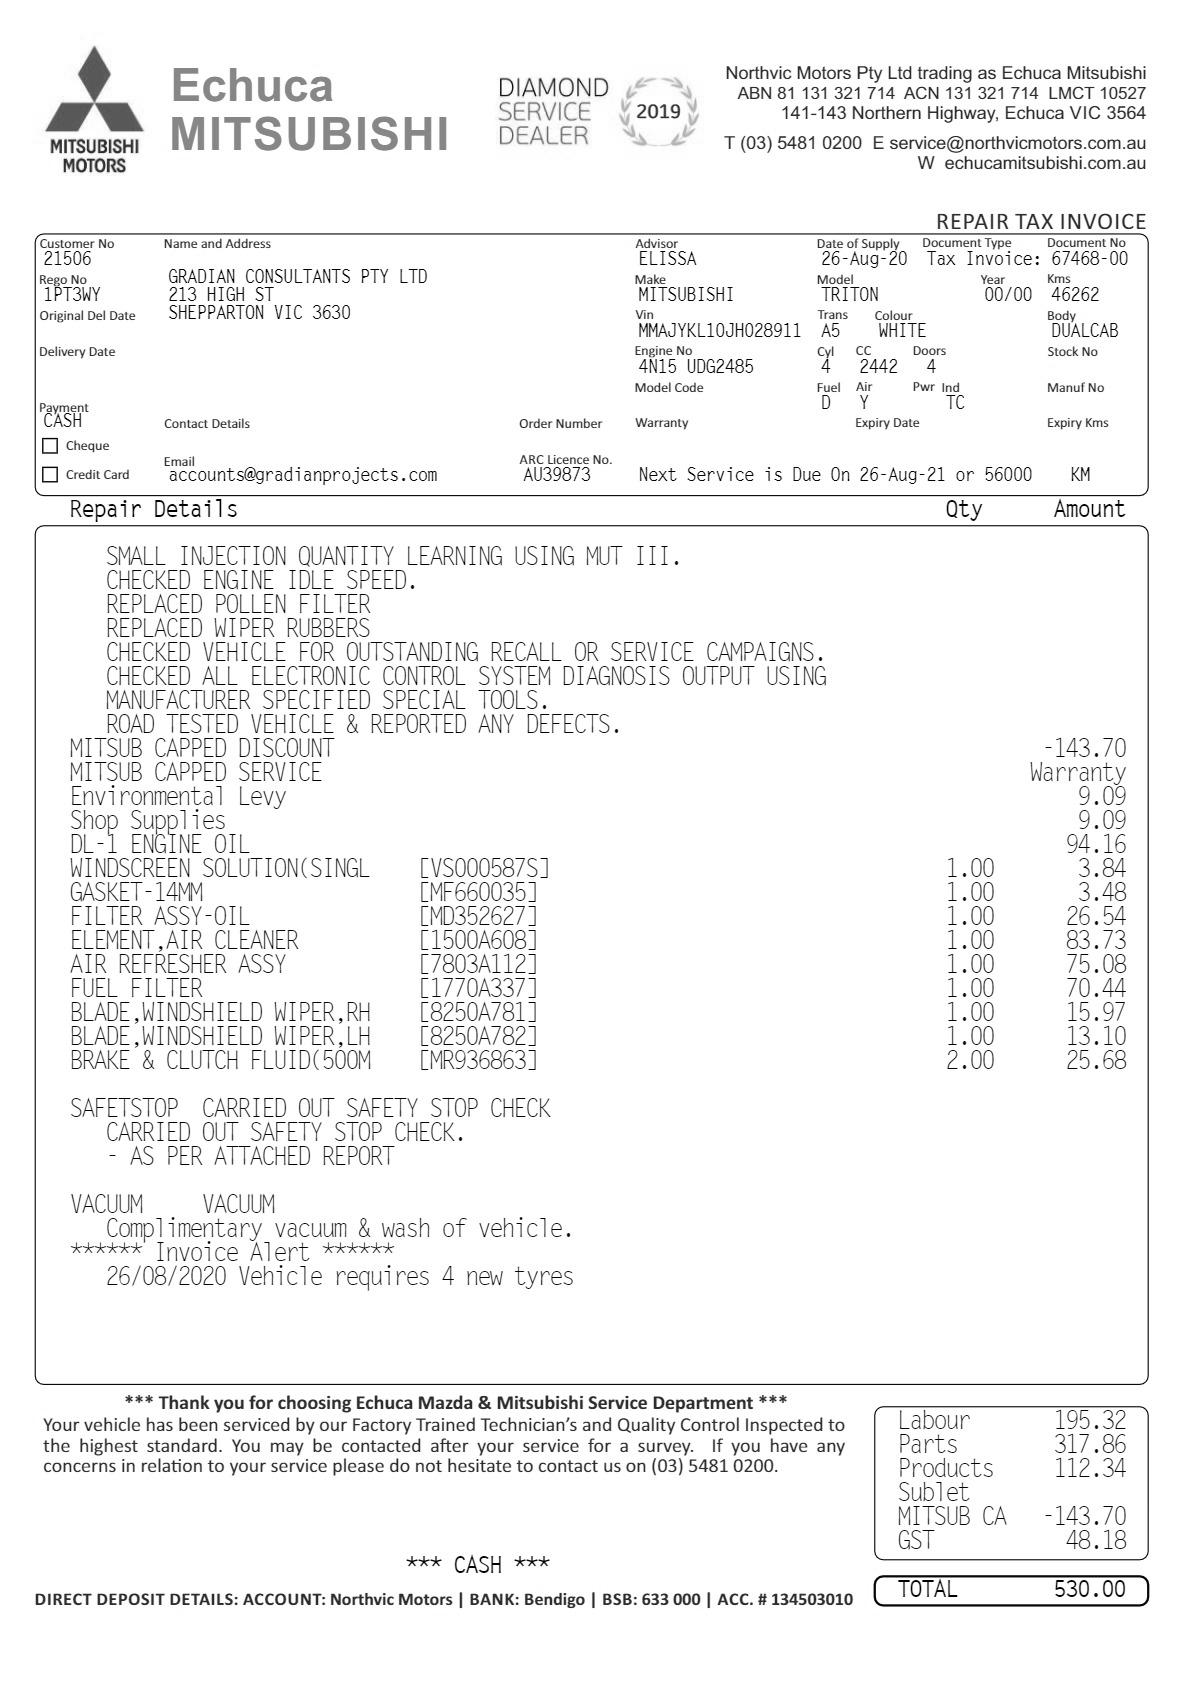 MITSUBISHI
MOTORS
Echuca
MITSUBISHI
DIAMOND
SERVICE
DEALER
2019
Northvic Motors Pty Ltd trading as Echuca Mitsubishi
ABN 81 131 321 714 ACN 131 321 714 LMCT 10527
141-143 Northern Highway, Echuca VIC 3564
T (03) 5481 0200 E service@northvicmotors.com.au
W echucamitsubishi.com.au
REPAIR TAX INVOICE
Customer No Name and Address Advisor Date of Supply Document Type Document No
21506 ELISSA 26-Aug-20 Tax Invoice: 67468-00
Rego No GRADIAN CONSULTANTS PTY LTD Make Model Year Kms
1PT3WY 213 HIGH ST MITSUBISHI TRITON 00/00 46262
Original Del Date SHEPPARTON VIC 3630 Vin Trans Colour Body
MMAJYKL10JH028911 A5 WHITE DUALCAB
Delivery Date Engine No Cyl CC Doors Stock No
4N15 UDG2485 4 2442 4
Model Code Fuel Air Pwr Ind Manuf No
D Y TC
Payment
CASH Contact Details Order Number Warranty Expiry Date Expiry Kms
Cheque
Email ARC Licence No.
Credit Card accounts@gradianprojects.com AU39873 Next Service is Due On 26-Aug-21 or 56000 KM
Repair Details Qty Amount
SMALL INJECTION QUANTITY LEARNING USING MUT III.
CHECKED ENGINE IDLE SPEED.
REPLACED POLLEN FILTER
REPLACED WIPER RUBBERS
CHECKED VEHICLE FOR OUTSTANDING RECALL OR SERVICE CAMPAIGNS.
CHECKED ALL ELECTRONIC CONTROL SYSTEM DIAGNOSIS OUTPUT USING
MANUFACTURER SPECIFIED SPECIAL TOOLS.
ROAD TESTED VEHICLE & REPORTED ANY DEFECTS.
MITSUB CAPPED DISCOUNT -143.70
MITSUB CAPPED SERVICE Warranty
Environmental Levy 9.09
Shop Supplies 9.09
DL-1 ENGINE OIL 94.16
WINDSCREEN SOLUTION(SINGL [VS000587S] 1.00 3.84
GASKET-14MM [MF660035] 1.00 3.48
FILTER ASSY-OIL [MD352627] 1.00 26.54
ELEMENT,AIR CLEANER [1500A608] 1.00 83.73
AIR REFRESHER ASSY [7803A112] 1.00 75.08
FUEL FILTER [1770A337] 1.00 70.44
BLADE,WINDSHIELD WIPER,RH [8250A781] 1.00 15.97
BLADE,WINDSHIELD WIPER,LH [8250A782] 1.00 13.10
BRAKE & CLUTCH FLUID(500M [MR936863] 2.00 25.68
SAFETSTOP CARRIED OUT SAFETY STOP CHECK
CARRIED OUT SAFETY STOP CHECK.
- AS PER ATTACHED REPORT
VACUUM VACUUM
Complimentary vacuum & wash of vehicle.
****** Invoice Alert ******
26/08/2020 Vehicle requires 4 new tyres
*** Thank you for choosing Echuca Mazda & Mitsubishi Service Department ***
Your vehicle has been serviced by our Factory Trained Technician's and Quality Control Inspected to
the highest standard. You may be contacted after your service for a survey. If you have any
concerns in relation to your service please do not hesitate to contact us on (03) 5481 0200.
Labour 195.32
Parts 317.86
Products 112.34
Sublet
MITSUB CA -143.70
GST 48.18
*** CASH ***
TOTAL 530.00
DIRECT DEPOSIT DETAILS: ACCOUNT: Northvic Motors | BANK: Bendigo | BSB: 633 000 | ACC. # 134503010